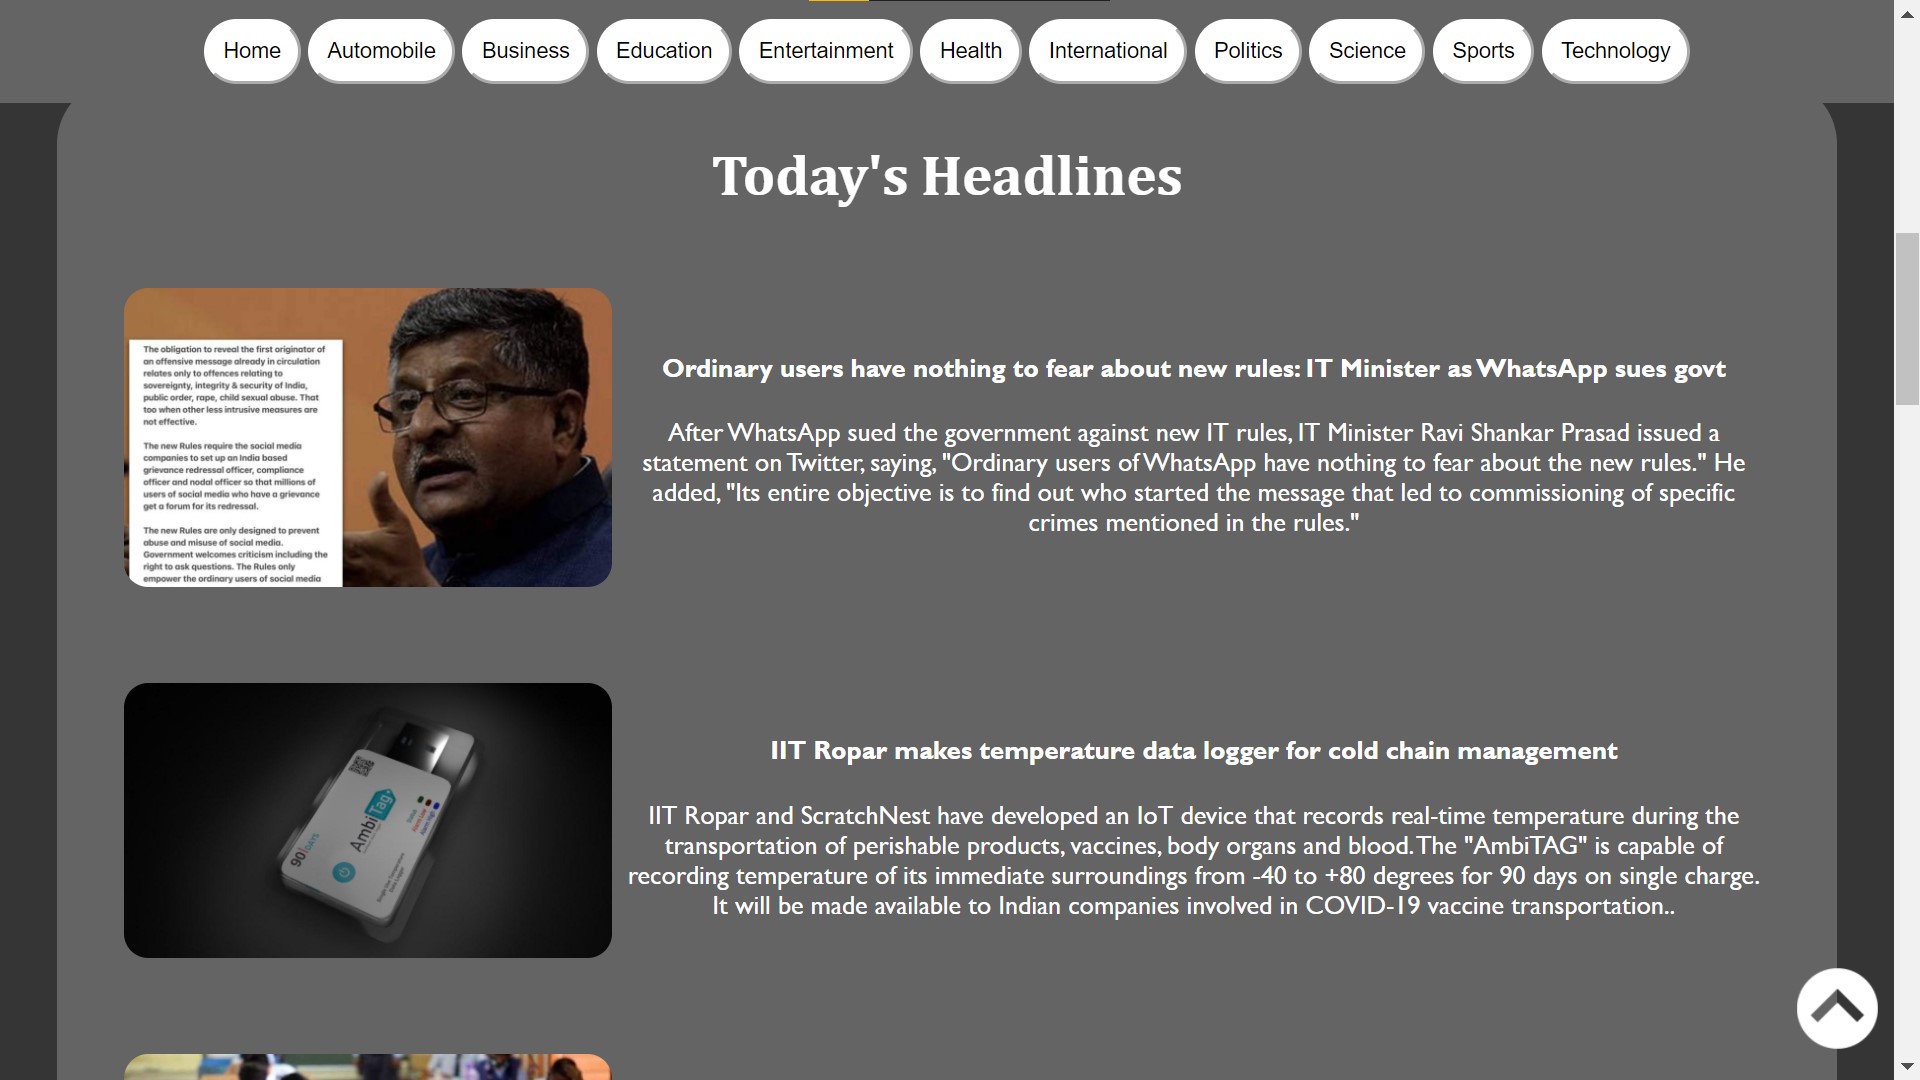 Home Automobile Business Education Entertainment Health International Politics Science Sports Technology
Today's Headlines
The obligation to reveal the first originator of
an offensive message already in circulation
relates only to offences relating to
sovereignty, integrity & security of India,
public order, rape, child sexual abuse. That
too when other less intrusive measures are
not effective.
The new Rules require the social media
companies to set up an India based
grievance redressal officer, compliance
officer and nodal officer so that millions of
users of social media who have a grievance
get a forum for its redressal.
The new Rules are only designed to prevent
abuse and misuse of social media.
Government welcomes criticism including the
right to ask questions. The Rules only
empower the ordinary users of social media
Ordinary users have nothing to fear about new rules: IT Minister as WhatsApp sues govt
After WhatsApp sued the government against new IT rules, IT Minister Ravi Shankar Prasad issued a
statement on Twitter, saying, "Ordinary users of WhatsApp have nothing to fear about the new rules." He
added, "Its entire objective is to find out who started the message that led to commissioning of specific
crimes mentioned in the rules."
AmbiTag
90 DAYS
IIT Ropar makes temperature data logger for cold chain management
IIT Ropar and ScratchNest have developed an IoT device that records real-time temperature during the
transportation of perishable products, vaccines, body organs and blood. The "AmbiTAG" is capable of
recording temperature of its immediate surroundings from -40 to +80 degrees for 90 days on single charge.
It will be made available to Indian companies involved in COVID-19 vaccine transportation..